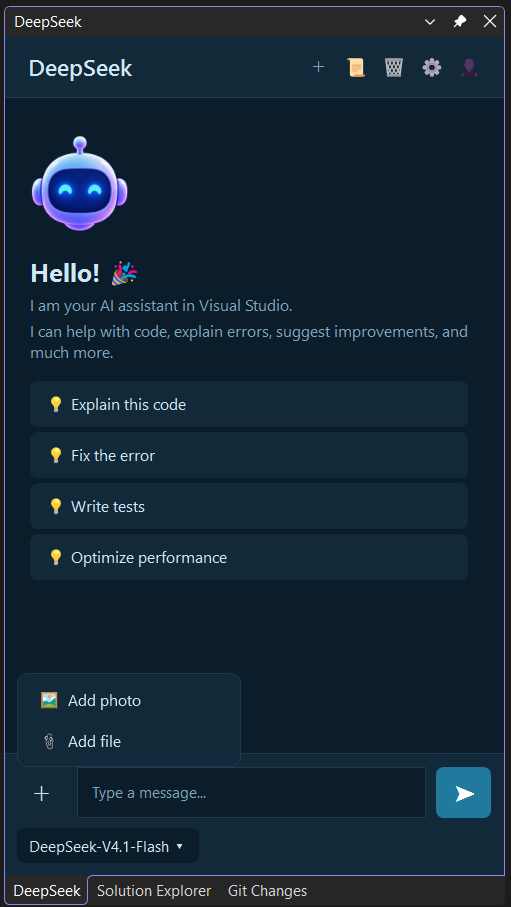 DeepSeek
DeepSeek
Hello!
I am your AI assistant in Visual Studio.
I can help with code, explain errors, suggest improvements, and
much more.
Explain this code
Fix the error
Write tests
Optimize performance
Add photo
Add file
Type a message...
DeepSeek-V4.1-Flash
DeepSeek Solution Explorer Git Changes